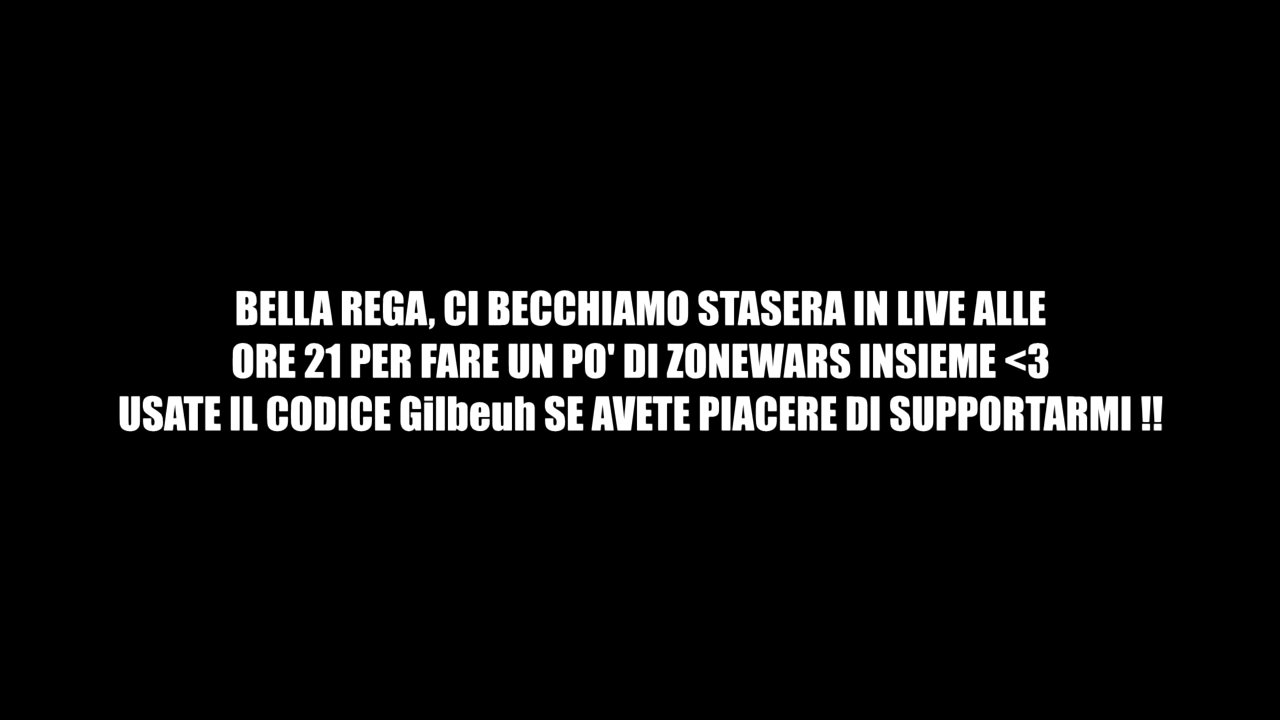 BELLA REGA, CI BECCHIAMO STASERA IN LIVE ALLE
ORE 21 PER FARE UN PO' DI ZONEWARS INSIEME <3
USATE IL CODICE Gilbeuh SE AVETE PIACERE DI SUPPORTARMI !!